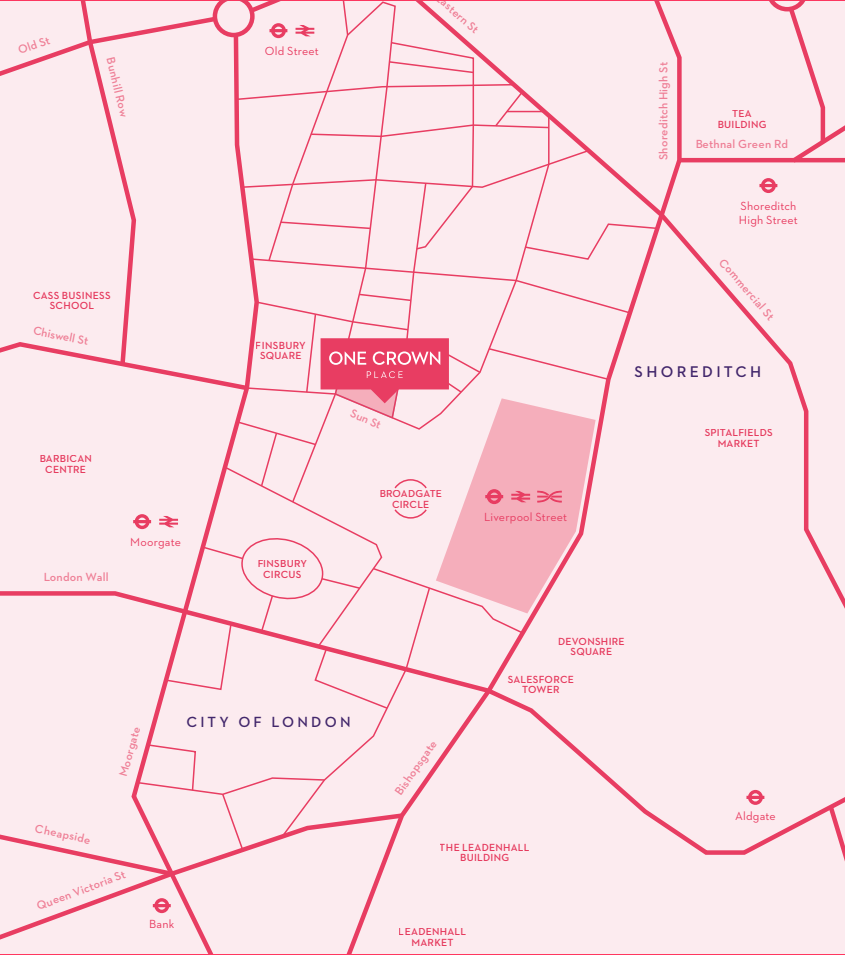 Eastern St
Old St
Old Street
Bunhill Row
Shoreditch High St
TEA
BUILDING
Bethnal Green Rd
Shoreditch
High Street
Commercial St
CASS BUSINESS
SCHOOL
Chiswell St
FINSBURY
SQUARE
ONE CROWN
PLACE
Sun St
SHOREDITCH
SPITALFIELDS
MARKET
BARBICAN
CENTRE
BROADGATE
CIRCLE
Liverpool Street
Moorgate
FINSBURY
CIRCUS
London Wall
DEVONSHIRE
SQUARE
SALESFORCE
TOWER
CITY OF LONDON
Moorgate
Bishopsgate
Aldgate
Cheapside
THE LEADENHALL
BUILDING
Queen Victoria St
Bank
LEADENHALL
MARKET